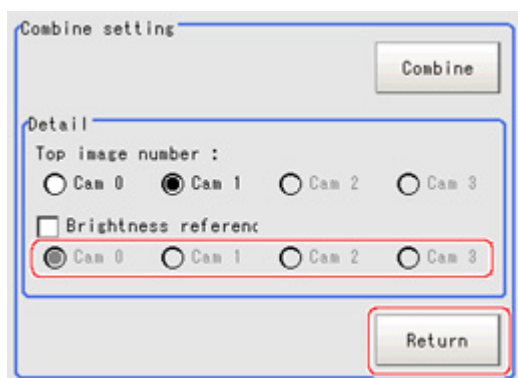 Combine setting
Combine
Detail
Top image number :
Cam 0 Cam 1 Cam 2 Cam 3
Brightness referenc
Cam 0 Cam 1 Cam 2 Cam 3
Return